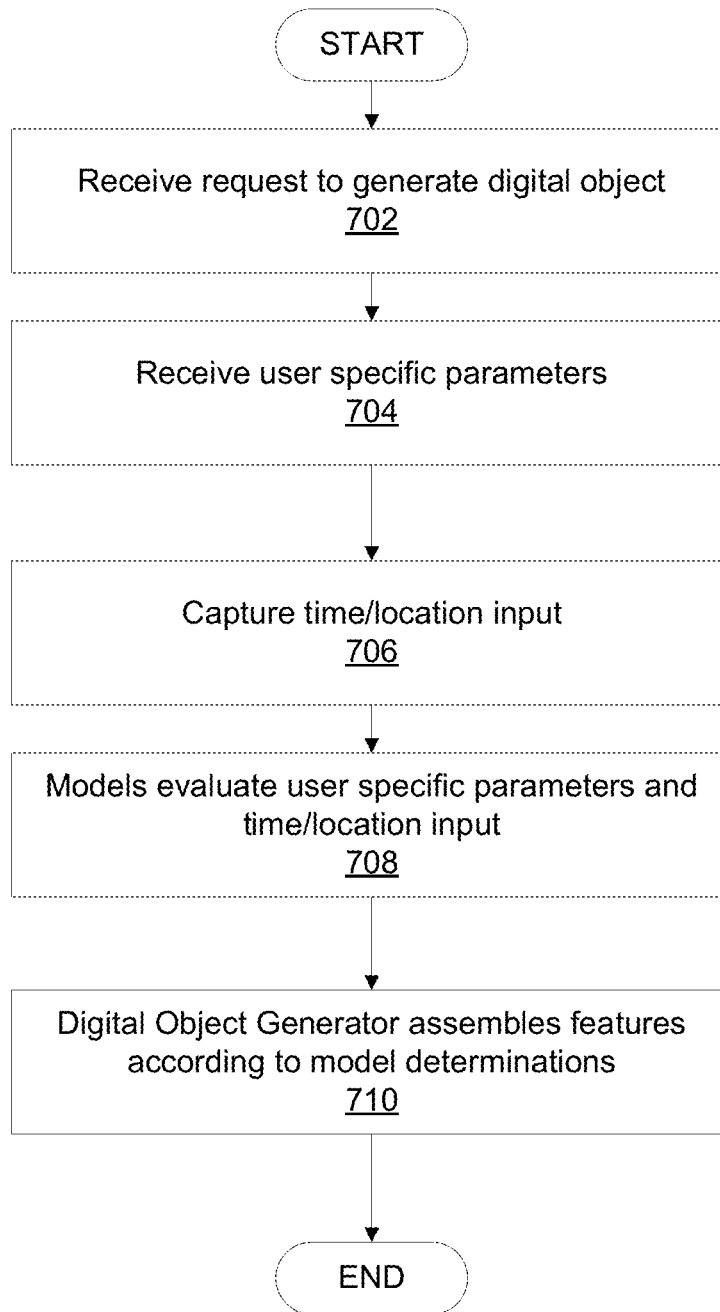 START
Receive request to generate digital object
702
Receive user specific parameters
704
Capture time/location input
706
Models evaluate user specific parameters and
time/location input
708
Digital Object Generator assembles features
according to model determinations
710
END